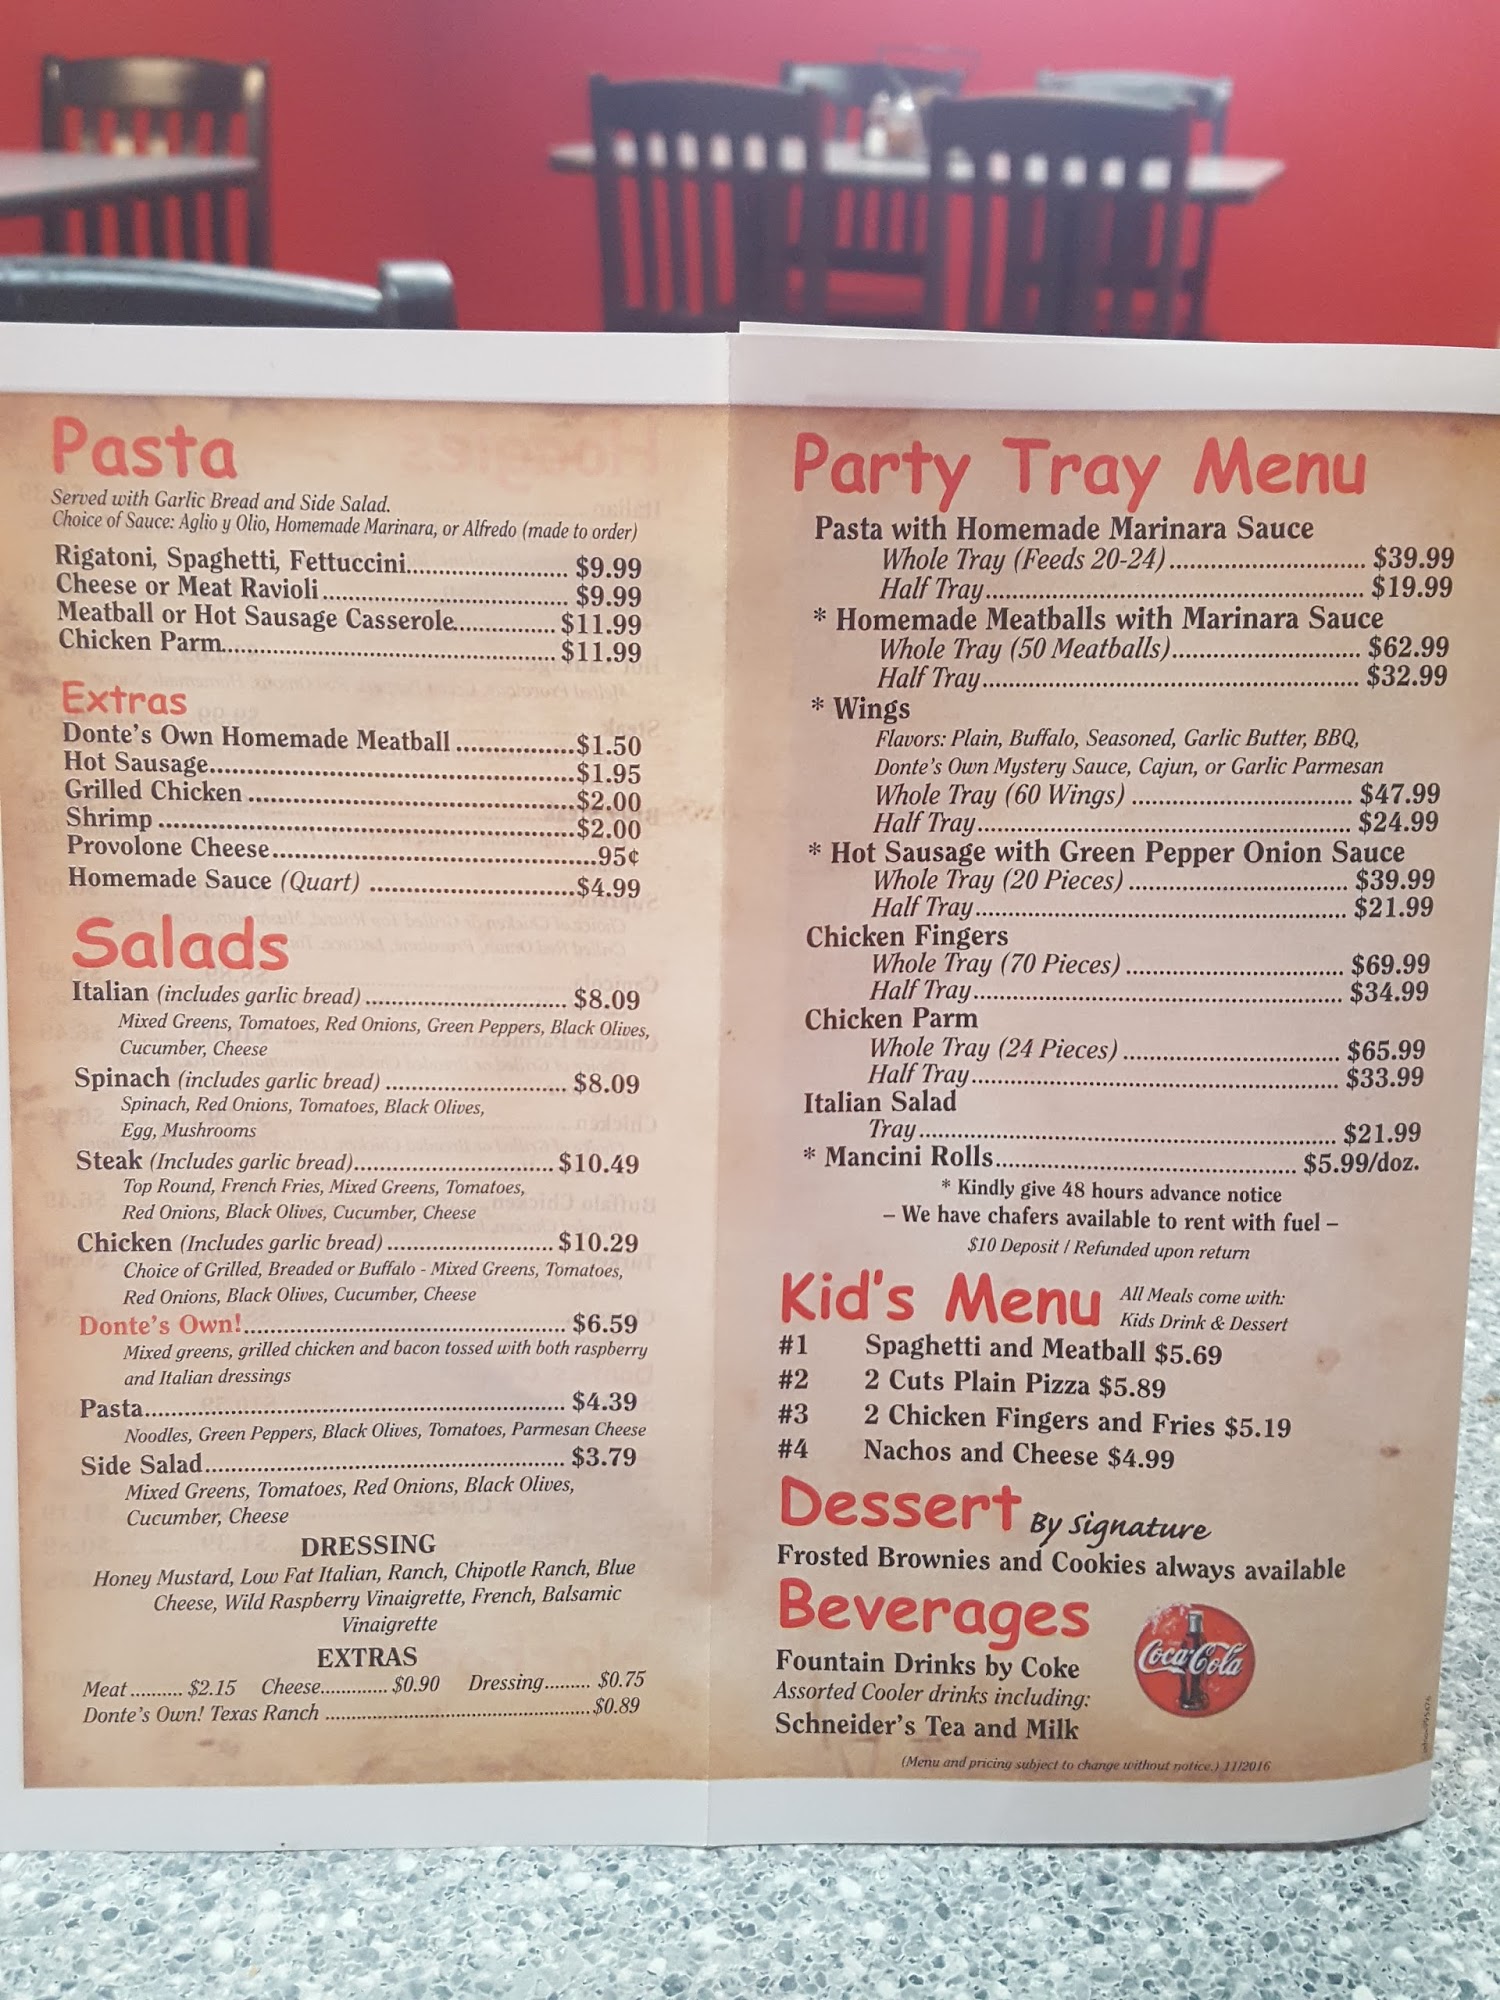 Pasta
Served with Garlic Bread and Side Salad.
Choice of Sauce: Aglio y Olio, Homemade Marinara, or Alfredo (made to order)
Rigatoni, Spaghetti, Fettuccini............................ $9.99
Cheese or Meat Ravioli.......................................... $9.99
Meatball or Hot Sausage Casserole................. $11.99
Chicken Parm......................................................... $11.99
Extras
Donte's Own Homemade Meatball .................$1.50
Hot Sausage...........................................................$1.95
Grilled Chicken .....................................................$2.00
Shrimp ....................................................................$2.00
Provolone Cheese....................................................95¢
Homemade Sauce (Quart) .................................$4.99
Salads
Italian (includes garlic bread)................................ $8.09
Mixed Greens, Tomatoes, Red Onions, Green Peppers, Black Olives,
Cucumber, Cheese
Spinach (includes garlic bread) ............................. $8.09
Spinach, Red Onions, Tomatoes, Black Olives,
Egg, Mushrooms
Steak (Includes garlic bread)................................ $10.49
Top Round, French Fries, Mixed Greens, Tomatoes,
Red Onions, Black Olives, Cucumber, Cheese
Chicken (Includes garlic bread)........................... $10.29
Choice of Grilled, Breaded or Buffalo - Mixed Greens, Tomatoes,
Red Onions, Black Olives, Cucumber, Cheese
Donte's Own!.................................................... $6.59
Mixed greens, grilled chicken and bacon tossed with both raspberry
and Italian dressings
Pasta..................................................................... $4.39
Noodles, Green Peppers, Black Olives, Tomatoes, Parmesan Cheese
Side Salad............................................................ $3.79
Mixed Greens, Tomatoes, Red Onions, Black Olives,
Cucumber, Cheese
DRESSING
Honey Mustard, Low Fat Italian, Ranch, Chipotle Ranch, Blue
Cheese, Wild Raspberry Vinaigrette, French, Balsamic
Vinaigrette
EXTRAS
Meat.......... $2.15 Cheese............. $0.90 Dressing......... $0.75
Donte's Own! Texas Ranch ....................................................$0.89
Party Tray Menu
Pasta with Homemade Marinara Sauce
Whole Tray (Feeds 20-24)............................. $39.99
Half Tray......................................................... $19.99
* Homemade Meatballs with Marinara Sauce
Whole Tray (50 Meatballs)............................ $62.99
Half Tray......................................................... $32.99
* Wings
Flavors: Plain, Buffalo, Seasoned, Garlic Butter, BBQ,
Donte's Own Mystery Sauce, Cajun, or Garlic Parmesan
Whole Tray (60 Wings) ................................. $47.99
Half Tray......................................................... $24.99
* Hot Sausage with Green Pepper Onion Sauce
Whole Tray (20 Pieces)................................. $39.99
Half Tray......................................................... $21.99
Chicken Fingers
Whole Tray (70 Pieces)................................. $69.99
Half Tray......................................................... $34.99
Chicken Parm
Whole Tray (24 Pieces)................................. $65.99
Half Tray......................................................... $33.99
Italian Salad
Tray................................................................. $21.99
* Mancini Rolls............................................. $5.99/doz.
* Kindly give 48 hours advance notice
– We have chafers available to rent with fuel –
$10 Deposit / Refunded upon return
Kid's Menu All Meals come with:
Kids Drink & Dessert
#1 Spaghetti and Meatball $5.69
#2 2 Cuts Plain Pizza $5.89
#3 2 Chicken Fingers and Fries $5.19
#4 Nachos and Cheese $4.99
Dessert By Signature
Frosted Brownies and Cookies always available
Beverages
Coca-Cola
Fountain Drinks by Coke
Assorted Cooler drinks including:
Schneider's Tea and Milk
(Menu and pricing subject to change without notice.) 11/2016